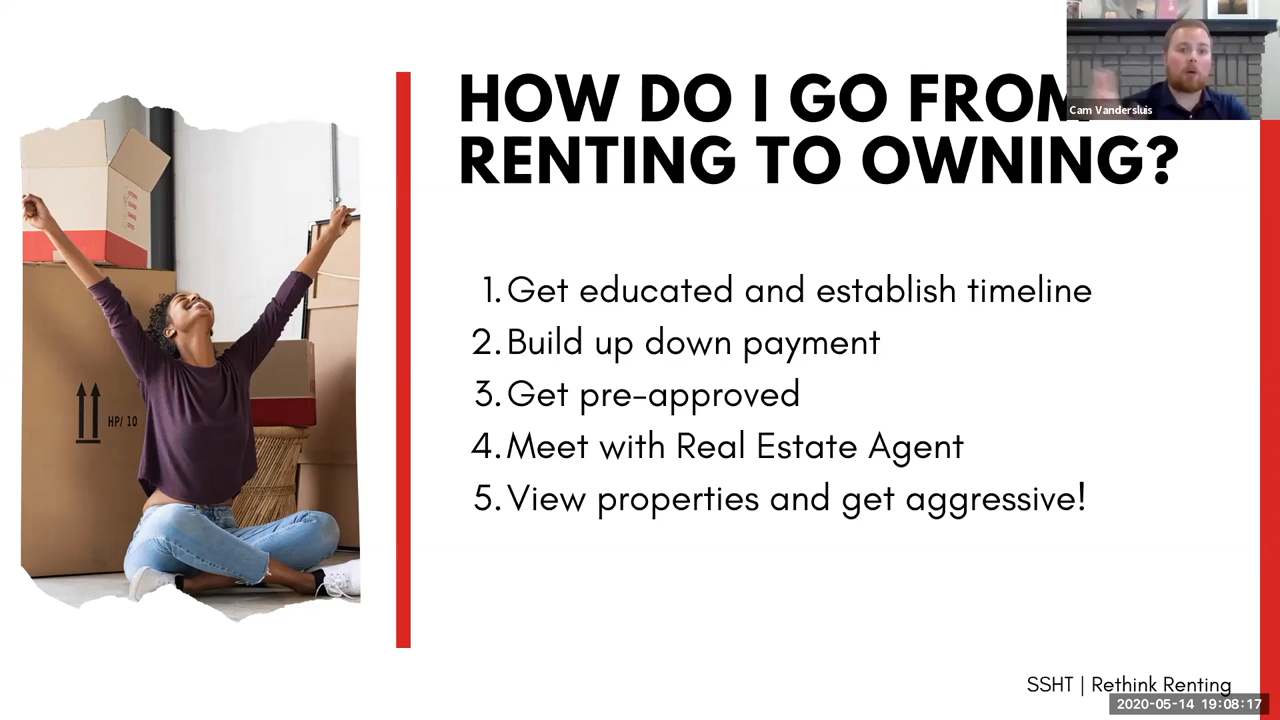 HOW DO I GO FROM
Cam Vandersluis
RENTING TO OWNING?
HP/ 10
1. Get educated and establish timeline
2. Build up down payment
3. Get pre-approved
4. Meet with Real Estate Agent
5. View properties and get aggressive!
SSHT | Rethink Renting
2020-05-14 19:08:17